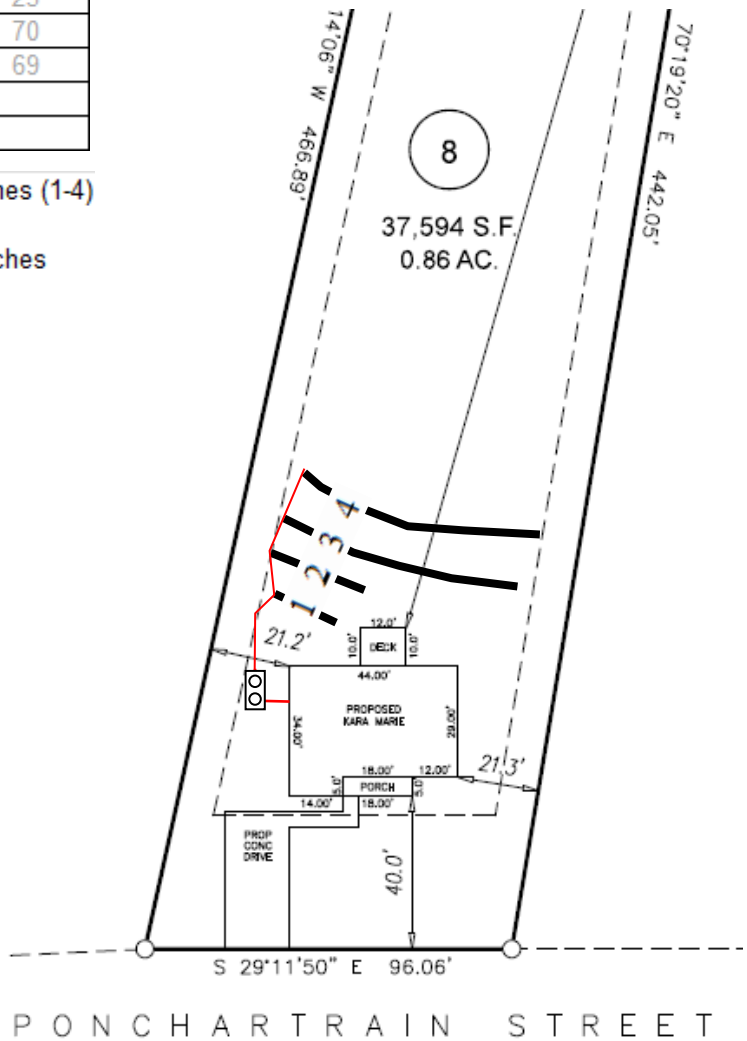 25
70
69
nes (1-4)
ches
14'06" W 466.89'
70°19'20" E 442.05'
8
37,594 S.F.
0.86 AC.
4
3
2
1
21.2'
12.0'
10.0'
DECK
10.0'
44.00'
PROPOSED
KARA MARIE
34.00'
29.00'
18.00'
12.00'
21.3'
5.0'
PORCH
5.0'
14.00'
18.00'
PROP
CONC
DRIVE
40.0'
S 29°11'50" E 96.06'
PONCHARTRAIN STREET